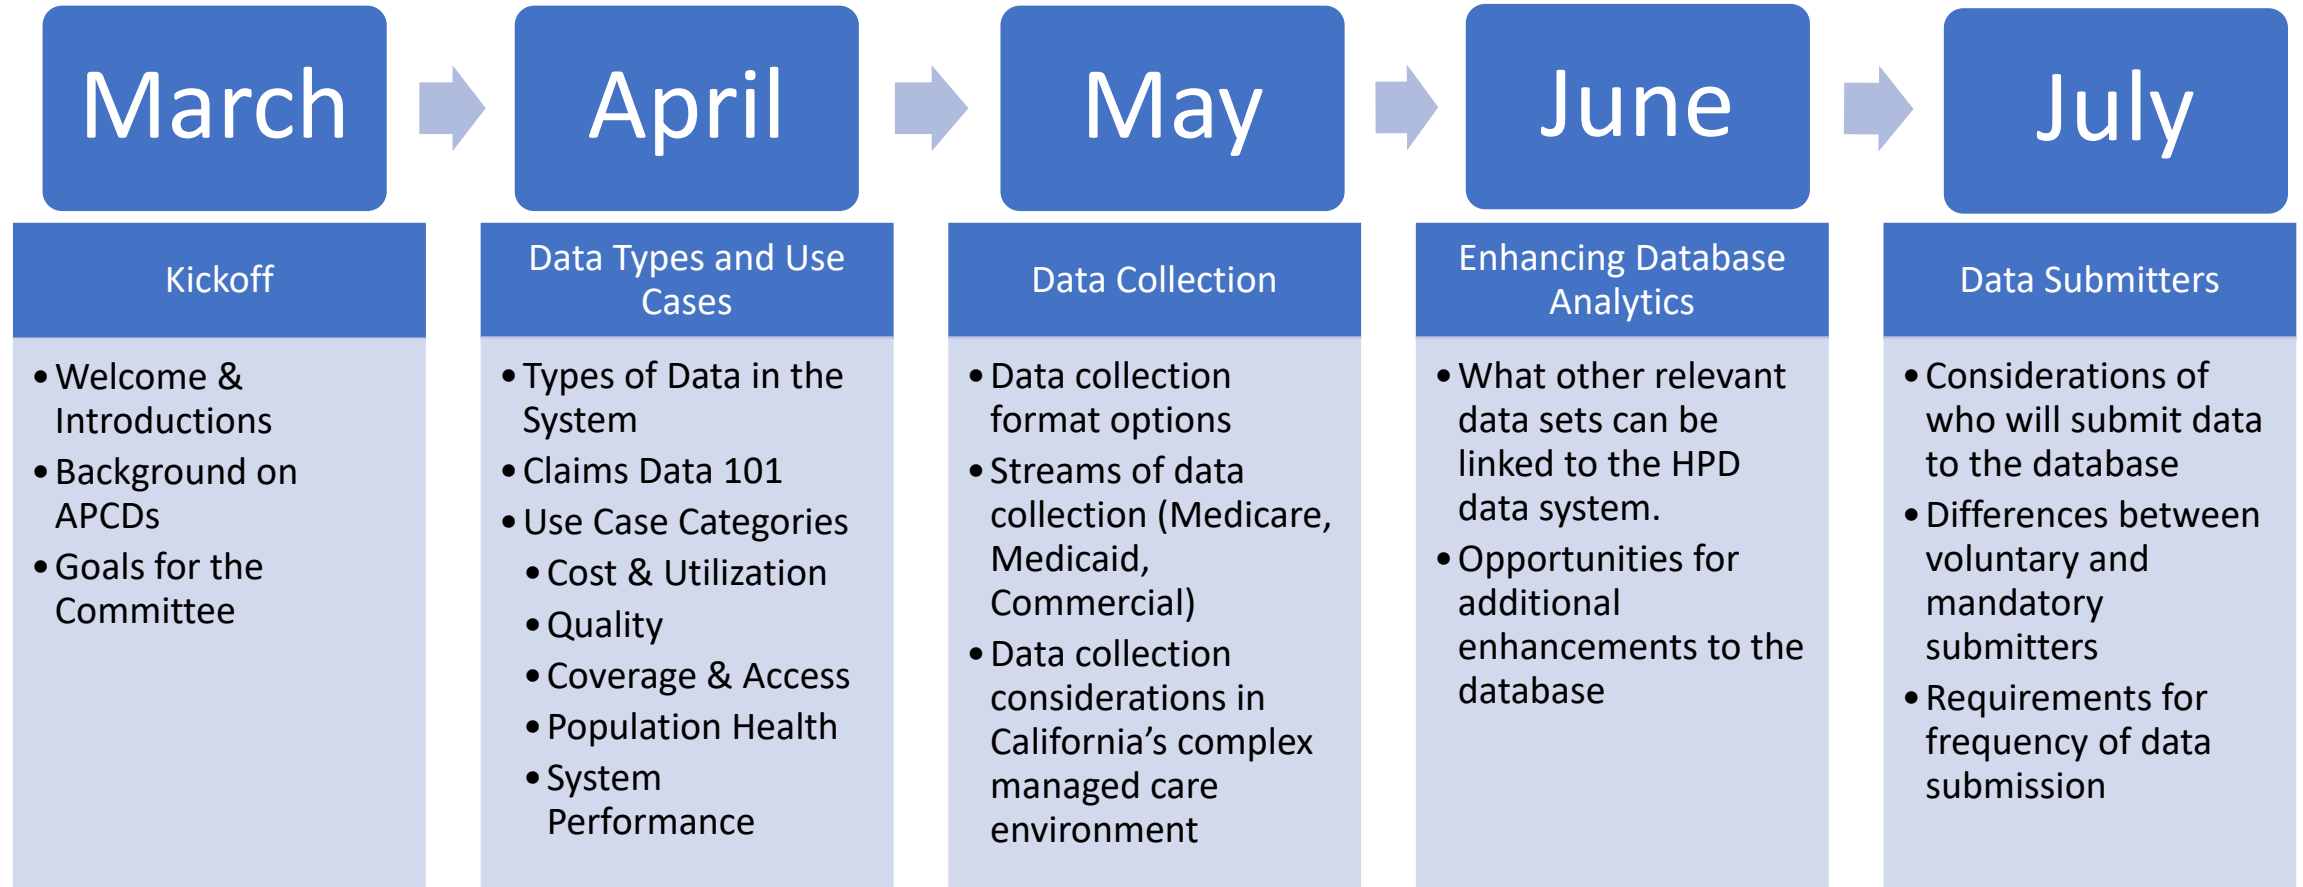 March
April
May
June
July
Kickoff
• Welcome &
Introductions
• Background on
APCDs
• Goals for the
Committee
Data Types and Use
Cases
• Types of Data in the
System
• Claims Data 101
• Use Case Categories
• Cost & Utilization
• Quality
• Coverage & Access
• Population Health
• System
Performance
Data Collection
• Data collection
format options
• Streams of data
collection (Medicare,
Medicaid,
Commercial)
• Data collection
considerations in
California’s complex
managed care
environment
Enhancing Database
Analytics
• What other relevant
data sets can be
linked to the HPD
data system.
• Opportunities for
additional
enhancements to the
database
Data Submitters
• Considerations of
who will submit data
to the database
• Differences between
voluntary and
mandatory
submitters
• Requirements for
frequency of data
submission